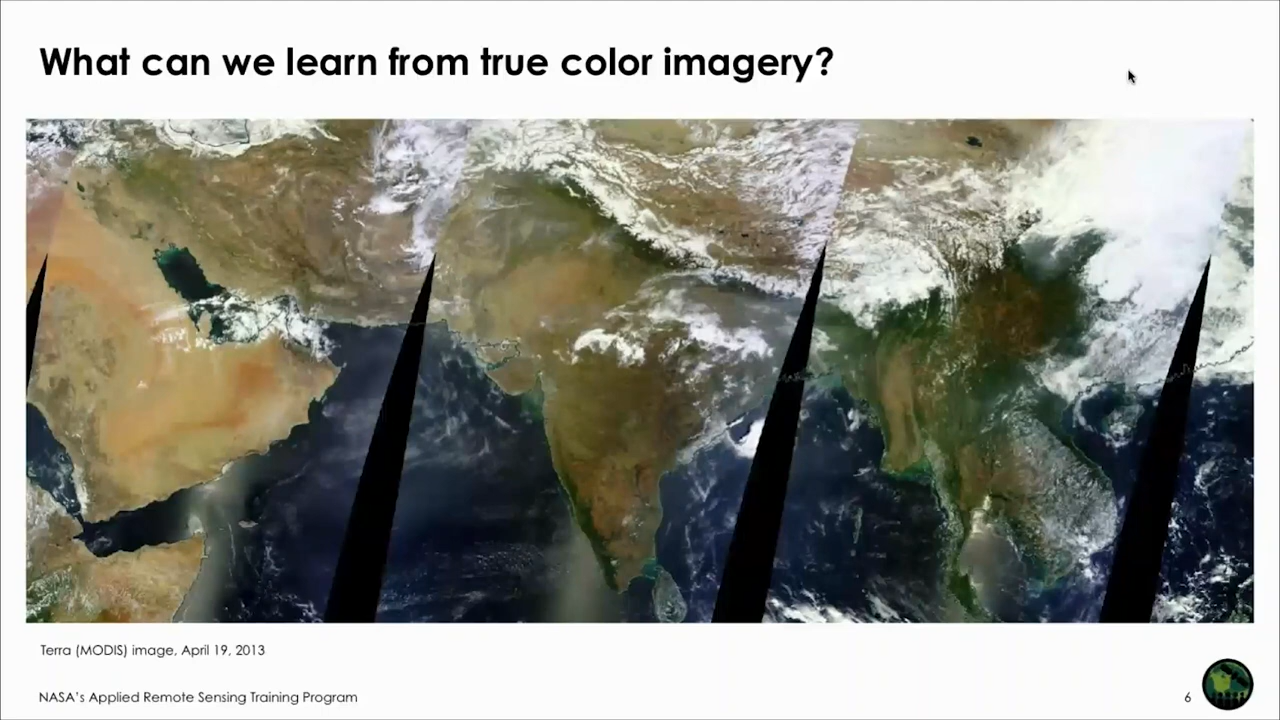 What can we learn from true color imagery?
Terra (MODIS) image, April 19, 2013
NASA's Applied Remote Sensing Training Program
6